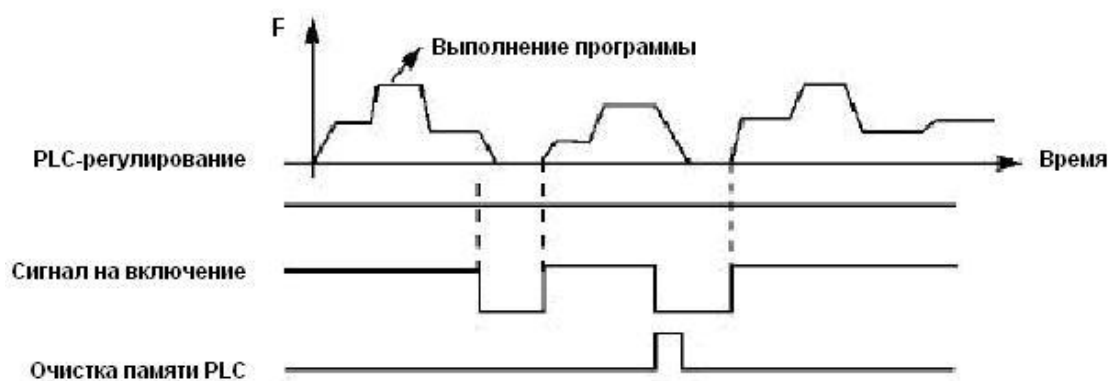 F
Выполнение программы
PLC-регулирование
Время
Сигнал на включение
Очистка памяти PLC